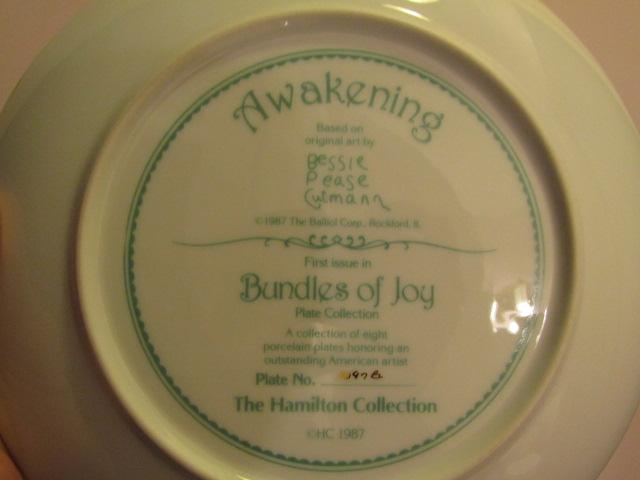 Awakening
Based on
original art by
Bessie
Pease
Gutmann
©1987 The Balliol Corp., Rockford, IL
First issue in
Bundles of Joy
Plate Collection
A collection of eight
porcelain plates honoring an
outstanding American artist
Plate No.
The Hamilton Collection
©HC 1987